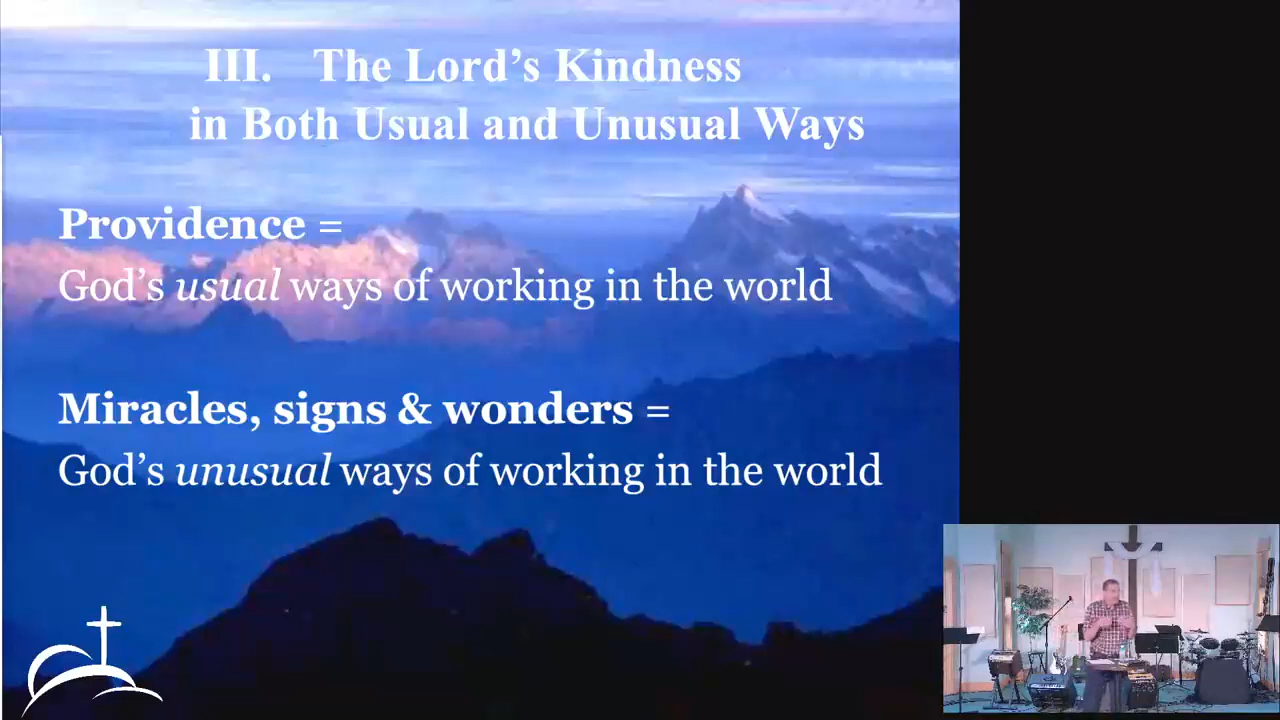 III. The Lord’s Kindness
in Both Usual and Unusual Ways
Providence =
God’s usual ways of working in the world
Miracles, signs & wonders =
God’s unusual ways of working in the world